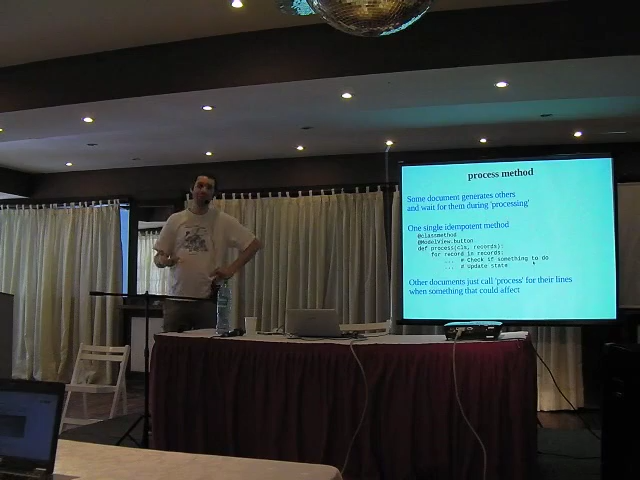 process method
Some document generates others
and wait for them during 'processing'
One single idempotent method
@classmethod
@ModelView.button
def process(cls, records):
for record in records:
... # Check if something to do
... # Update state
Other documents just call 'process' for their lines
when something that could affect